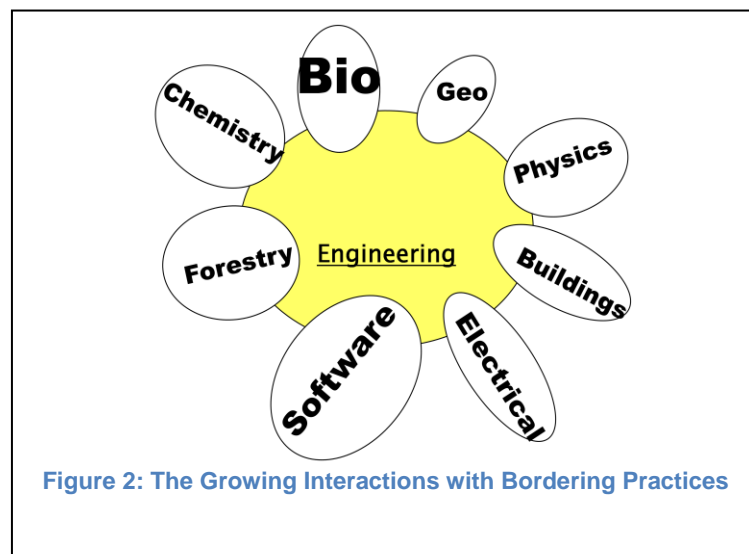 Bio
Geo
Chemistry
Physics
Forestry
Engineering
Buildings
Software
Electrical
Figure 2: The Growing Interactions with Bordering Practices